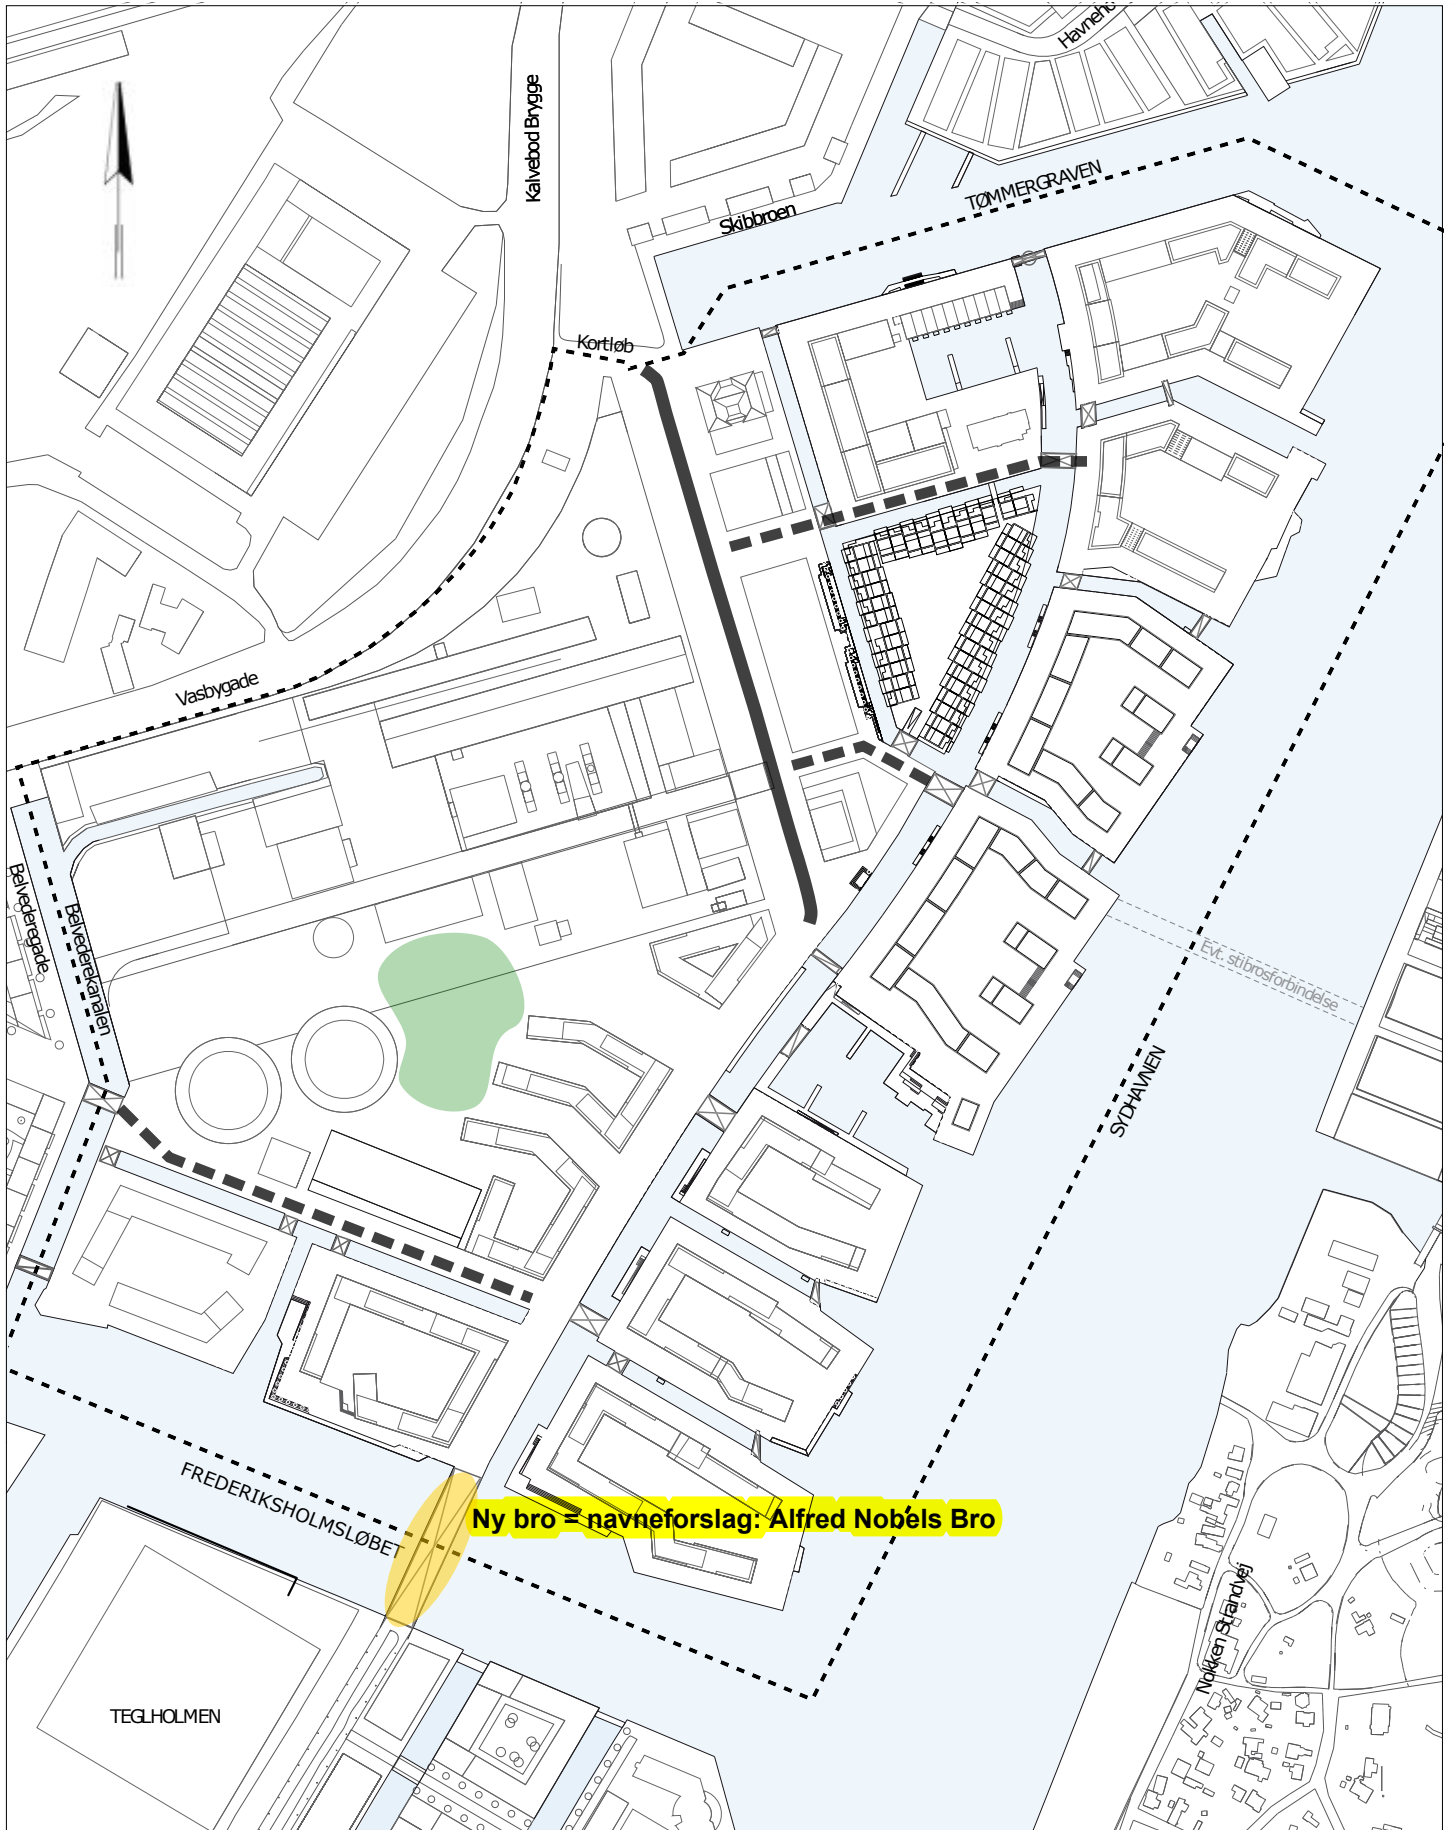 Havneho
Kalvebod Brygge
TØMMERGRAVEN
Skibbroen
Kortløb
Vasbygade
Belvederegade
Belvederekanalen
Evt. stibrosforbindelse
SYDHAVNEN
FREDERIKSHOLMSLØBET
Ny bro = navneforslag: Alfred Nobels Bro
Nokken Strandvej
TEGLHOLMEN